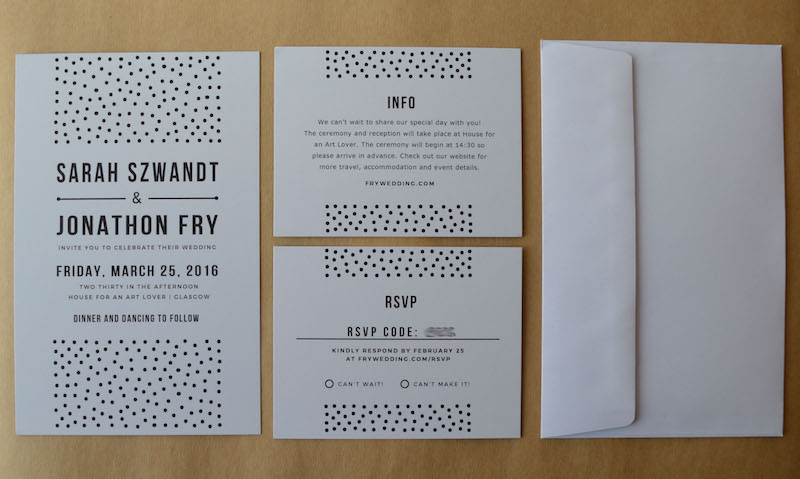 SARAH SZWANDT
&
JONATHON FRY
INVITE YOU TO CELEBRATE THEIR WEDDING
FRIDAY, MARCH 25, 2016
TWO THIRTY IN THE AFTERNOON
HOUSE FOR AN ART LOVER | GLASGOW
DINNER AND DANCING TO FOLLOW
INFO
We can't wait to share our special day with you!
The ceremony and reception will take place at House for
an Art Lover. The ceremony will begin at 14:30 so
please arrive in advance. Check out our website for
more travel, accommodation and event details.
FRYWEDDING.COM
RSVP
RSVP CODE:
KINDLY RESPOND BY FEBRUARY 25
AT FRYWEDDING.COM/RSVP
CAN'T WAIT! CAN'T MAKE IT!